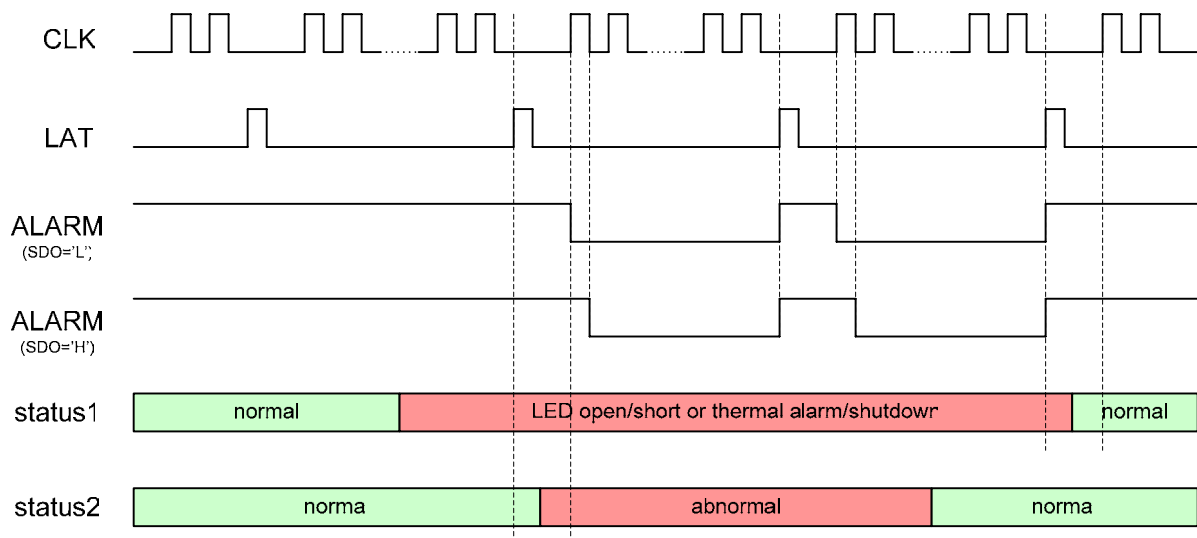 CLK
LAT
ALARM
(SDO='L')
ALARM
(SDO='H')
status1 normal LED open/short or thermal alarm/shutdown normal
status2 norma abnormal norma